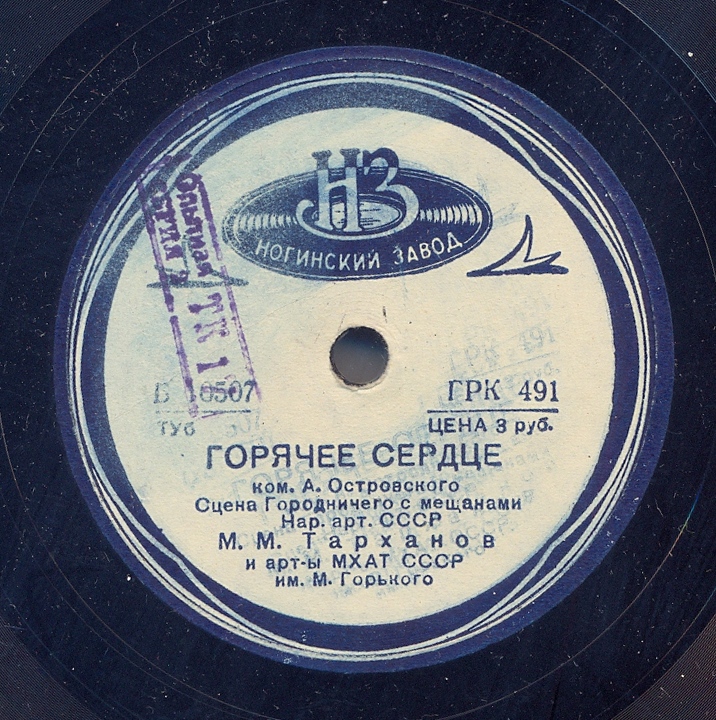 НЗ
НОГИНСКИЙ ЗАВОД
ГРК 491
ЦЕНА 3 руб.
ГОРЯЧЕЕ СЕРДЦЕ
ком. А. Островского
Сцена Городничего с мещанами
Нар. арт. СССР
М. М. Тарханов
и арт-ы МХАТ СССР
им. М. Горького